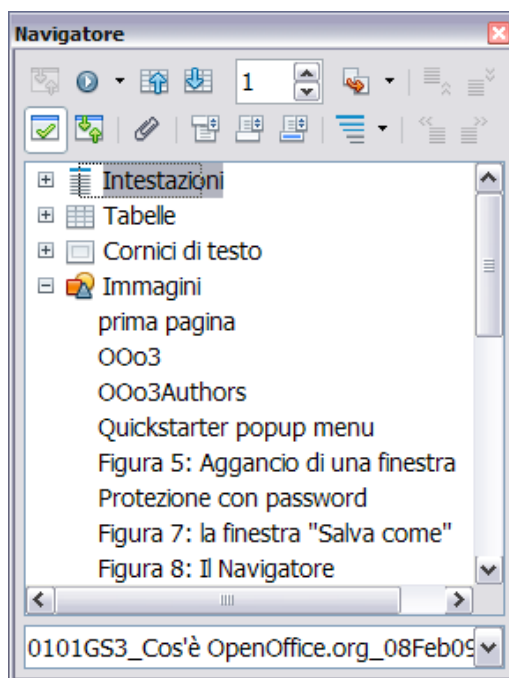 Navigatore
1
Intestazioni
Tabelle
Cornici di testo
Immagini
prima pagina
OOo3
OOo3Authors
Quickstarter popup menu
Figura 5: Aggancio di una finestra
Protezione con password
Figura 7: la finestra "Salva come"
Figura 8: Il Navigatore
0101GS3_Cos'è OpenOffice.org_08Feb09